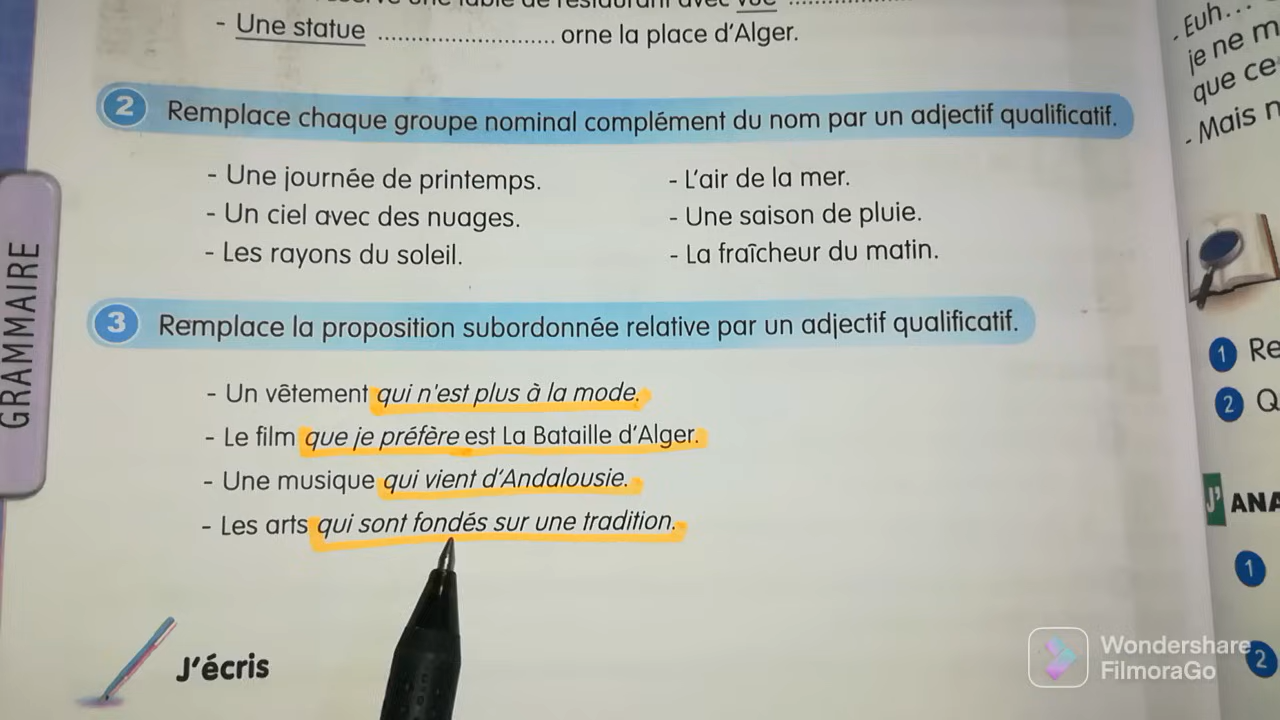 vue ....................
- Une statue ............................ orne la place d'Alger.
2 Remplace chaque groupe nominal complément du nom par un adjectif qualificatif.
- Une journée de printemps.
- Un ciel avec des nuages.
- Les rayons du soleil.
- L'air de la mer.
- Une saison de pluie.
- La fraîcheur du matin.
3 Remplace la proposition subordonnée relative par un adjectif qualificatif.
- Un vêtement qui n'est plus à la mode.
- Le film que je préfère est La Bataille d'Alger.
- Une musique qui vient d'Andalousie.
- Les arts qui sont fondés sur une tradition.
J'écris
GRAMMAIRE
- Euh...
je ne m
que ce
- Mais n
1 Re
2 Q
J' ANA
1
2
Wondershare
FilmoraGo